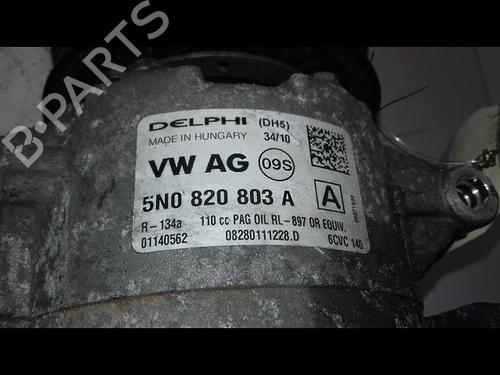 B-PARTS
DELPHI (DH5)
MADE IN HUNGARY 34/10
VW AG 09S
5N0 820 803 A A
R-134a 110 cc PAG OIL RL-897 OR EQUIV.
01140562 08280111228.D 6CVC 140